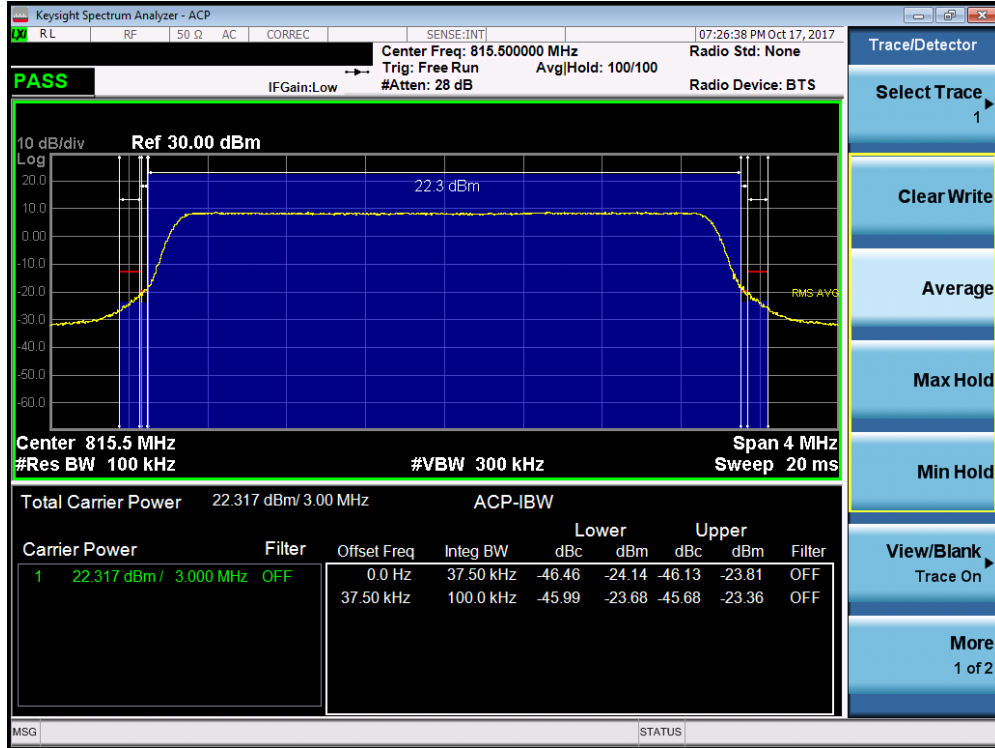 Keysight Spectrum Analyzer - ACP
LXI RL RF 50 Ω AC CORREC SENSE:INT 07:26:38 PM Oct 17, 2017
Center Freq: 815.500000 MHz Radio Std: None
Trig: Free Run Avg|Hold: 100/100
PASS IFGain:Low #Atten: 28 dB Radio Device: BTS
10 dB/div Ref 30.00 dBm
Log
20.0
22.3 dBm
10.0
0.00
-10.0
-20.0
RMS AVG
-30.0
-40.0
-50.0
-60.0
Center 815.5 MHz Span 4 MHz
#Res BW 100 kHz #VBW 300 kHz Sweep 20 ms
Total Carrier Power 22.317 dBm/ 3.00 MHz ACP-IBW
Lower Upper
Carrier Power Filter Offset Freq Integ BW dBc dBm dBc dBm Filter
1 22.317 dBm / 3.000 MHz OFF 0.0 Hz 37.50 kHz -46.46 -24.14 -46.13 -23.81 OFF
37.50 kHz 100.0 kHz -45.99 -23.68 -45.68 -23.36 OFF
MSG STATUS
Trace/Detector
Select Trace
1
Clear Write
Average
Max Hold
Min Hold
View/Blank
Trace On
More
1 of 2